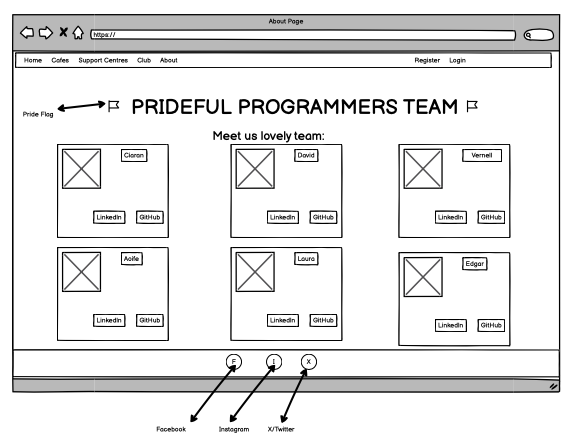 About Page
https://
Home Cafes Support Centres Club About Register Login
Pride Flag
PRIDEFUL PROGRAMMERS TEAM
Meet us lovely team:
Ciaran
LinkedIn GitHub
David
LinkedIn GitHub
Vernell
LinkedIn GitHub
Aoife
LinkedIn GitHub
Laura
LinkedIn GitHub
Edgar
LinkedIn GitHub
F I X
Facebook Instagram X/Twitter